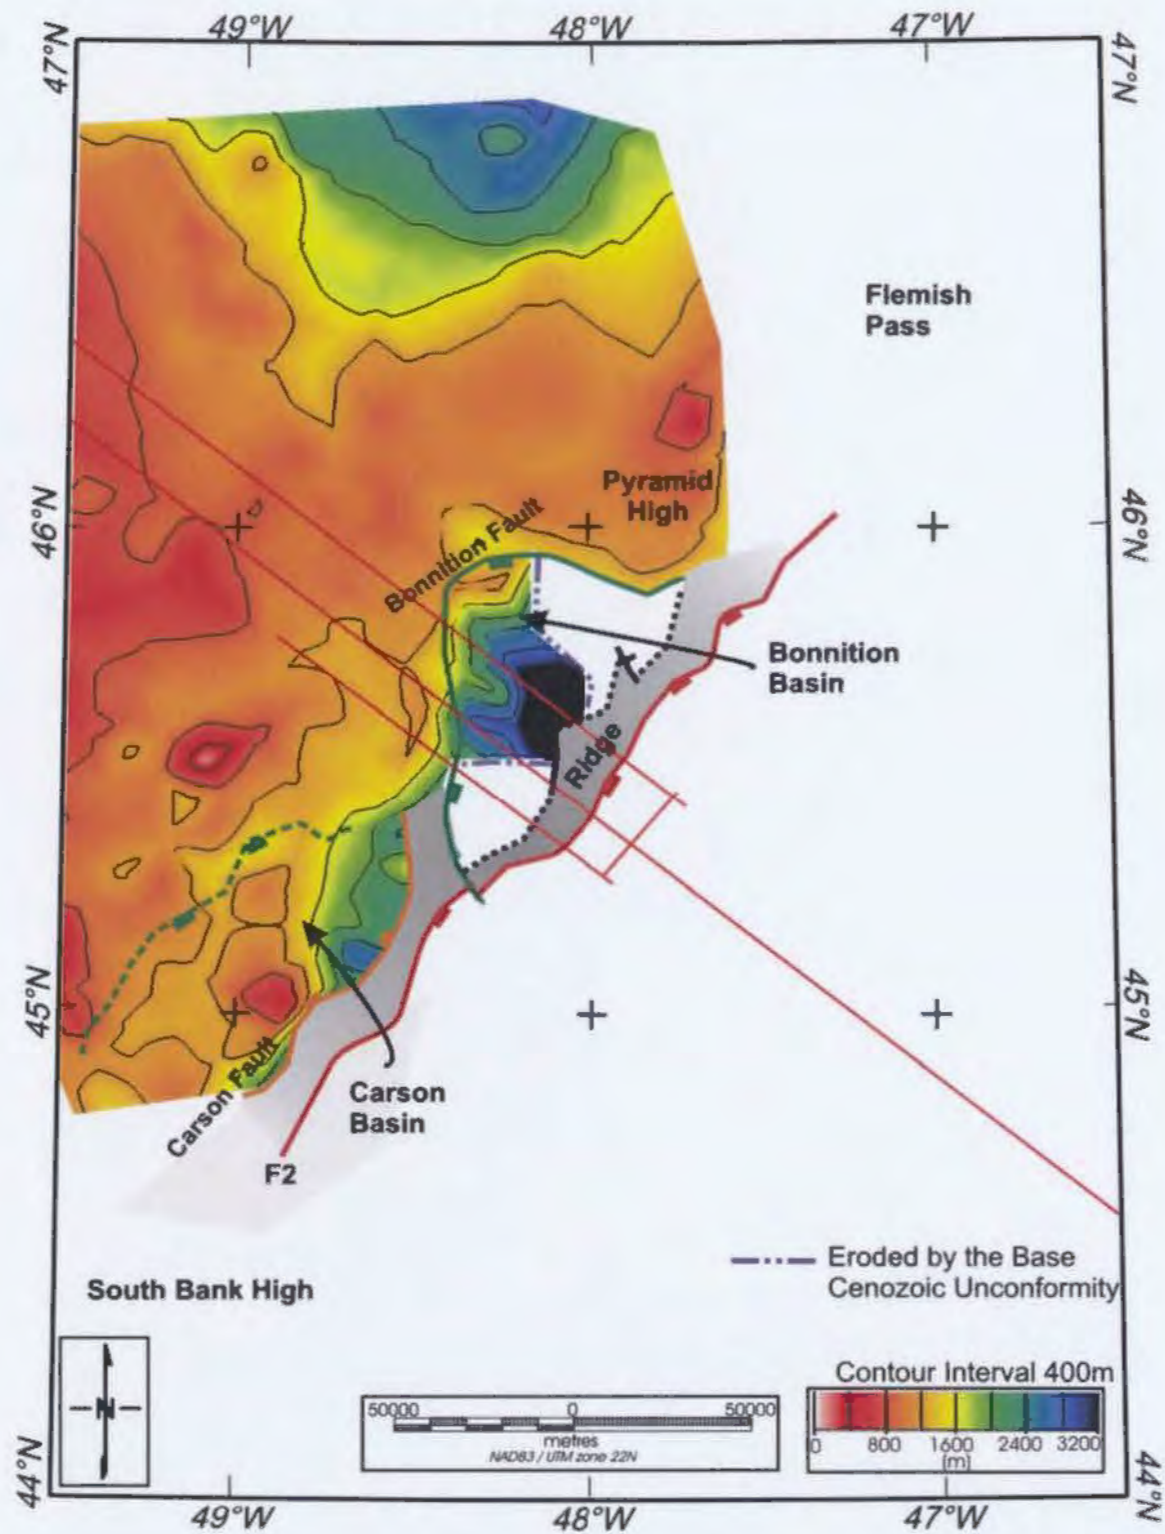 49°W
48°W
47°W
47°N
47°N
Flemish
Pass
Pyramid
High
46°N
46°N
Bonnition Fault
Bonnition
Basin
Ridge
45°N
45°N
Carson Fault
Carson
Basin
F2
Eroded by the Base
Cenozoic Unconformity
South Bank High
Contour Interval 400m
N
50000 0 50000
metres
NAD83 / UTM zone 22N
0 800 1600 2400 3200
[m]
44°N
44°N
49°W
48°W
47°W